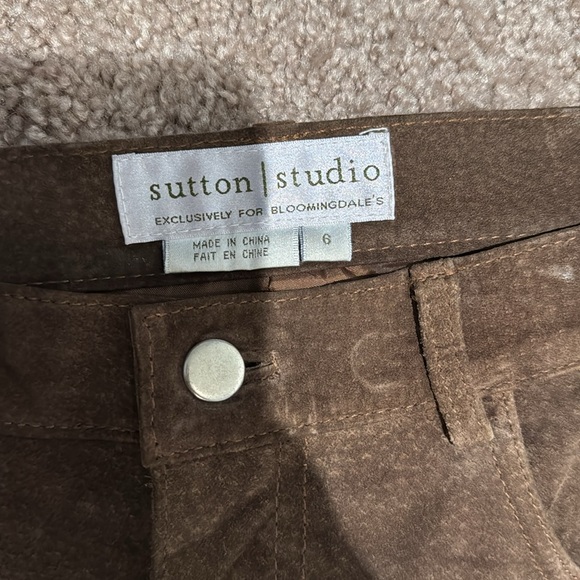 sutton|studio
EXCLUSIVELY FOR BLOOMINGDALE'S
MADE IN CHINA
FAIT EN CHINE
6